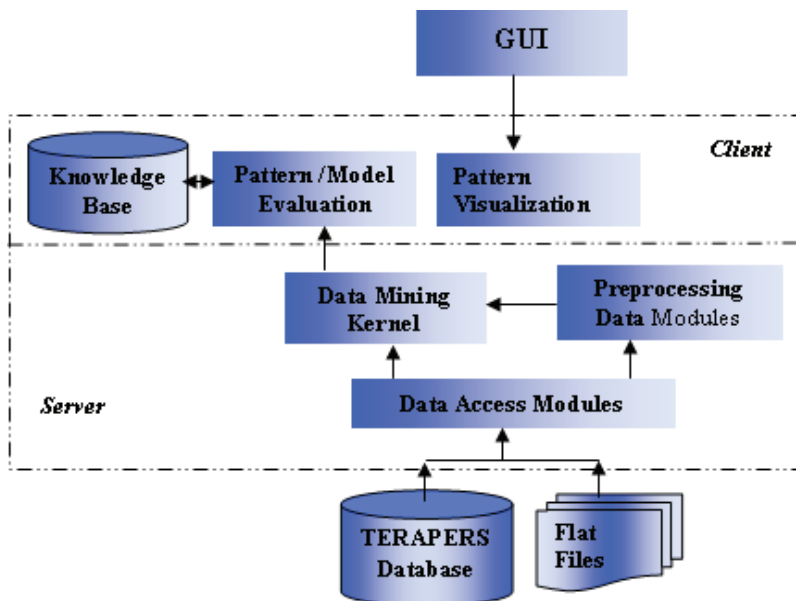 GUI
Client
Knowledge
Base
Pattern /Model
Evaluation
Pattern
Visualization
Data Mining
Kernel
Preprocessing
Data Modules
Server
Data Access Modules
TERAPERS
Database
Flat
Files